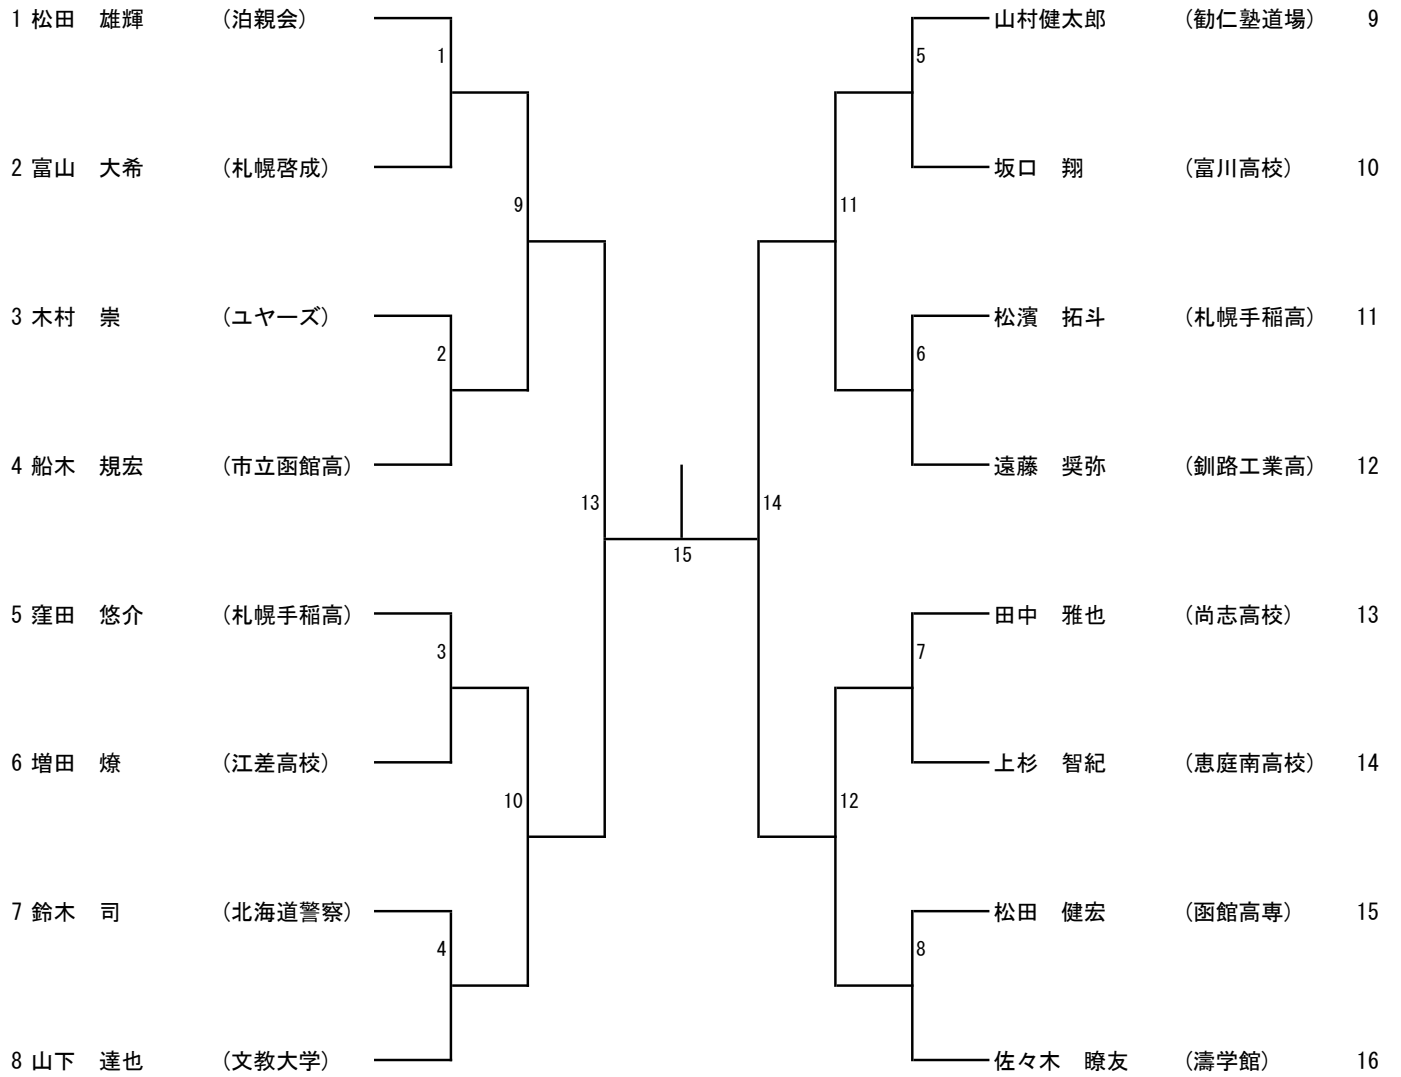 1 松田　雄輝 （泊親会） 山村健太郎 （勧仁塾道場） 9
1 5
2 富山　大希 （札幌啓成） 坂口　翔 （富川高校） 10
9 11
3 木村　崇 （ユヤーズ） 松濱　拓斗 （札幌手稲高） 11
2 6
4 船木　規宏 （市立函館高） 遠藤　奨弥 （釧路工業高） 12
13 14
15
5 窪田　悠介 （札幌手稲高） 田中　雅也 （尚志高校） 13
3 7
6 増田　燎 （江差高校） 上杉　智紀 （恵庭南高校） 14
10 12
7 鈴木　司 （北海道警察） 松田　健宏 （函館高専） 15
4 8
8 山下　達也 （文教大学） 佐々木　暸友 （濤学館） 16